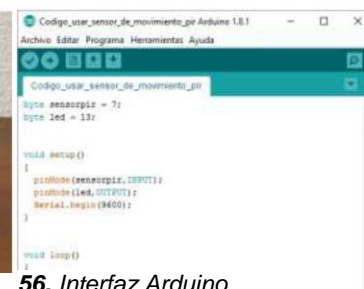 Codigo_usar_sensor_de_movimiento_pir Arduino 1.8.1
Archivo Editar Programa Herramientas Ayuda
Codigo_usar_sensor_de_movimiento_pir
byte sensorpir = 7;
byte led = 13;
void setup()
{
pinMode(sensorpir,INPUT);
pinMode(led,OUTPUT);
Serial.begin(9600);
}
void loop()
56. Interfaz Arduino